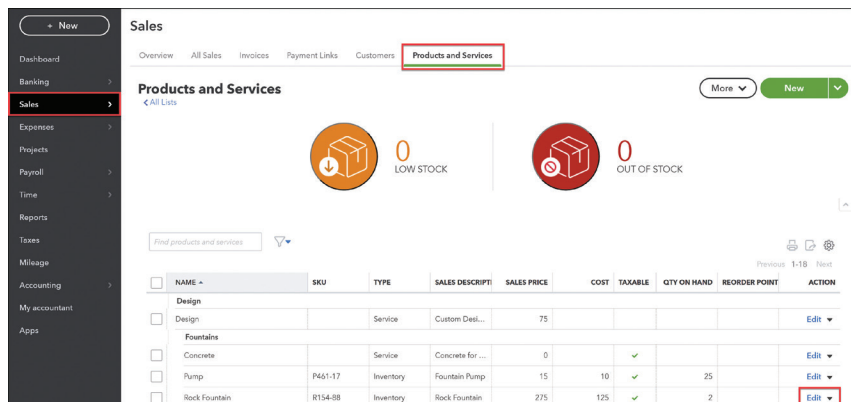 + New
Dashboard
Banking
Sales
Expenses
Projects
Payroll
Time
Reports
Taxes
Mileage
Accounting
My accountant
Apps
Sales
Overview All Sales Invoices Payment Links Customers Products and Services
Products and Services
All Lists
More New
0
LOW STOCK
0
OUT OF STOCK
Find products and services
Previous 1-18 Next
NAME SKU TYPE SALES DESCRIPTI SALES PRICE COST TAXABLE QTY ON HAND REORDER POINT ACTION
Design
Design Service Custom Desi... 75 Edit
Fountains
Concrete Service Concrete for ... 0 Edit
Pump P461-17 Inventory Fountain Pump 15 10 25 Edit
Rock Fountain R154-88 Inventory Rock Fountain 275 125 2 Edit